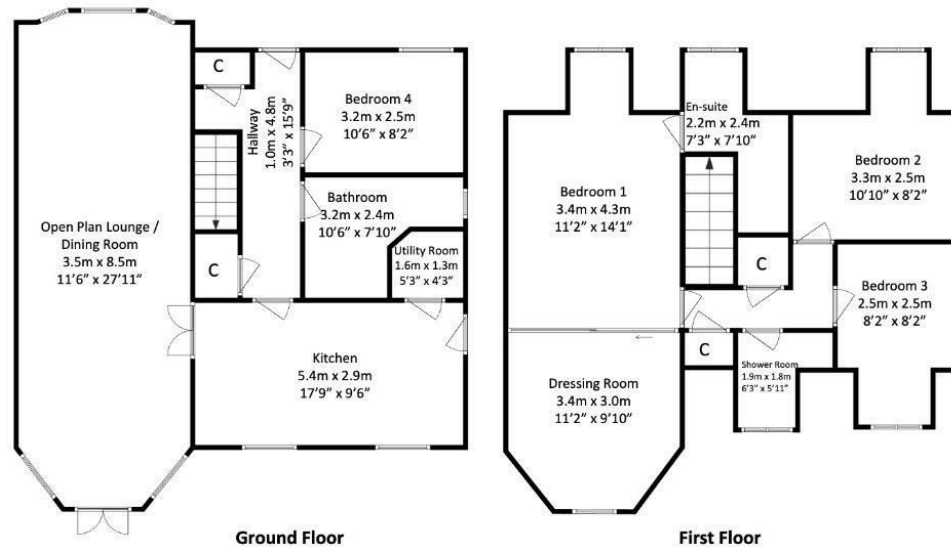 C
Hallway
1.0m x 4.8m
3'3" x 15'9"
Bedroom 4
3.2m x 2.5m
10'6" x 8'2"
Bathroom
3.2m x 2.4m
10'6" x 7'10"
Utility Room
1.6m x 1.3m
5'3" x 4'3"
Open Plan Lounge /
Dining Room
3.5m x 8.5m
11'6" x 27'11"
C
Kitchen
5.4m x 2.9m
17'9" x 9'6"
Ground Floor
En-suite
2.2m x 2.4m
7'3" x 7'10"
Bedroom 1
3.4m x 4.3m
11'2" x 14'1"
Bedroom 2
3.3m x 2.5m
10'10" x 8'2"
C
Bedroom 3
2.5m x 2.5m
8'2" x 8'2"
C
Shower Room
1.9m x 1.8m
6'3" x 5'11"
Dressing Room
3.4m x 3.0m
11'2" x 9'10"
First Floor